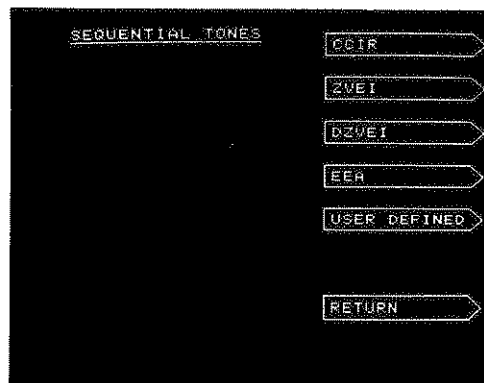 SEQUENTIAL TONES
CCIR
ZVEI
DZVEI
EEA
USER DEFINED
RETURN